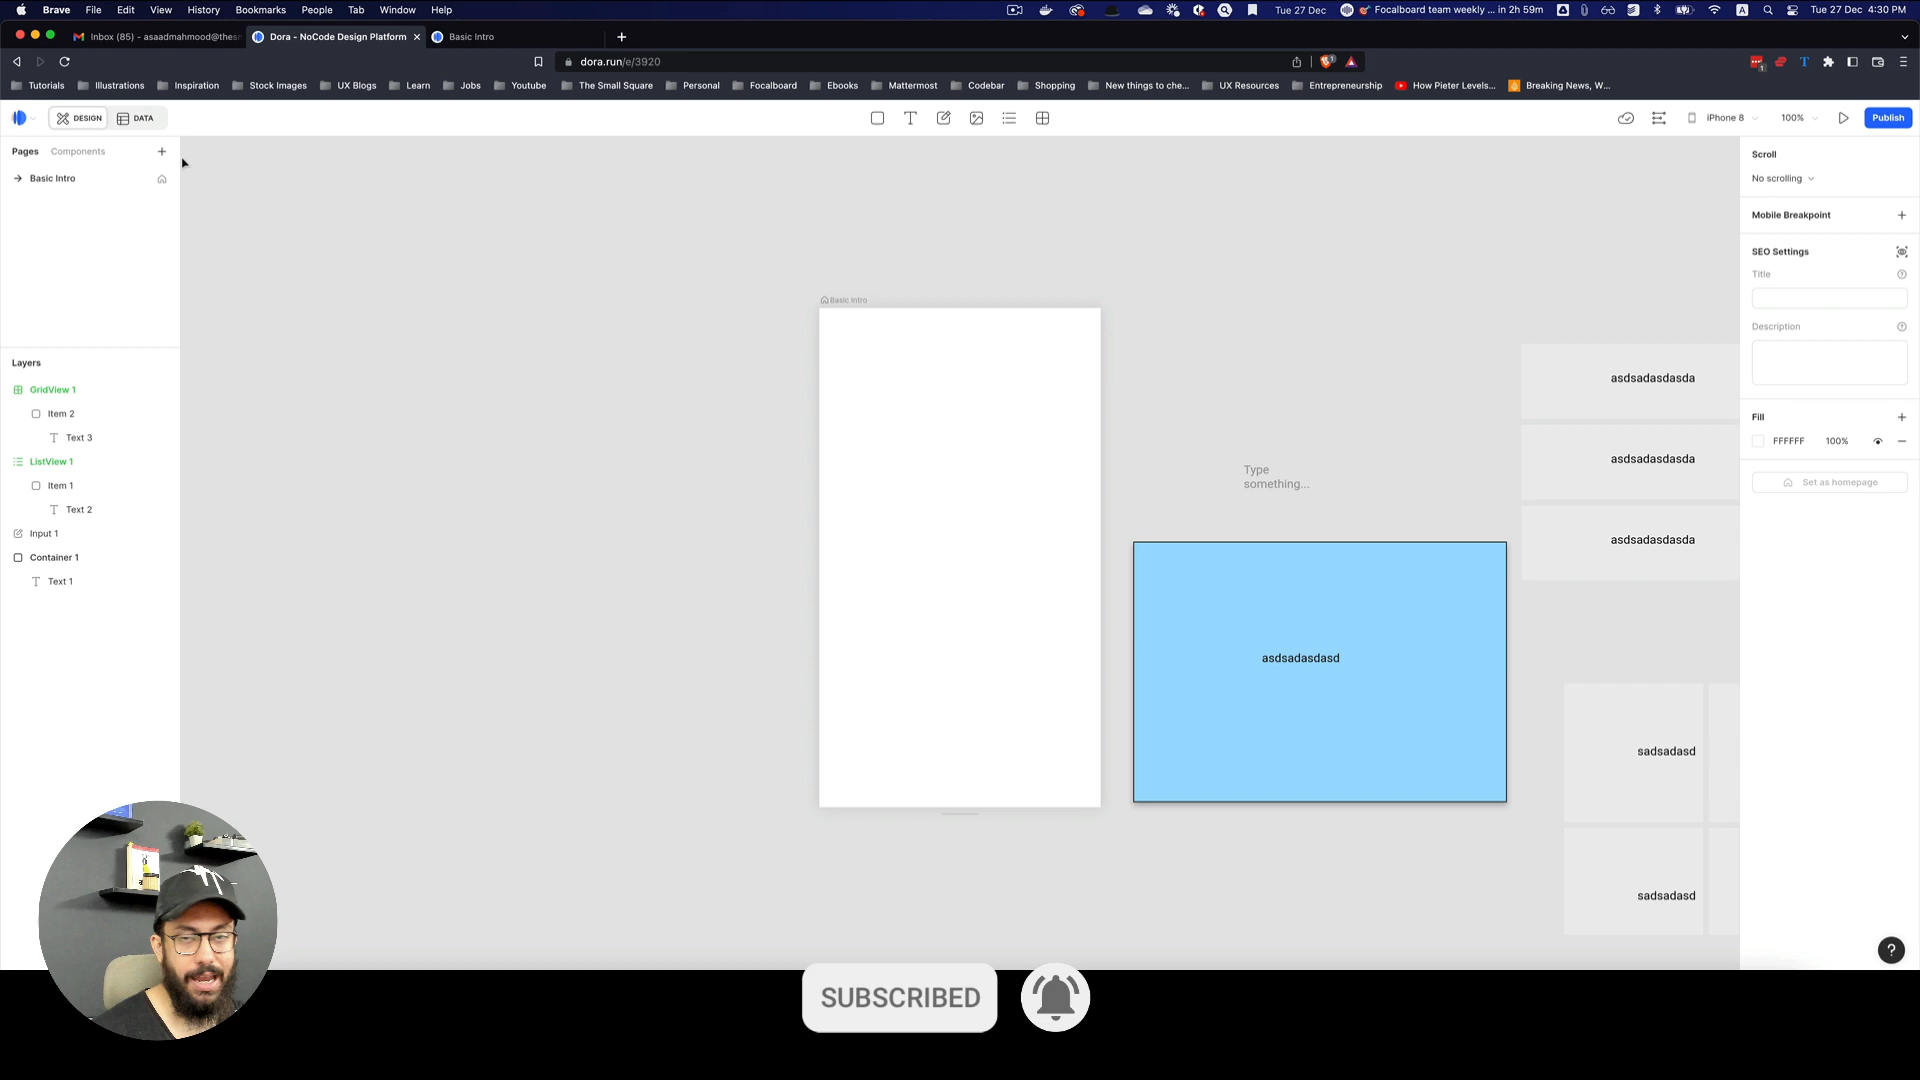 Brave File Edit View History Bookmarks People Tab Window Help Tue 27 Dec Focalboard team weekly ... in 2h 59m A Tue 27 Dec 4:30 PM
Inbox (85) - asaadmahmood@thesm Dora - NoCode Design Platform Basic Intro
dora.run/e/3920
Tutorials Illustrations Inspiration Stock Images UX Blogs Learn Jobs Youtube The Small Square Personal Focalboard Ebooks Mattermost Codebar Shopping New things to che... UX Resources Entrepreneurship How Pieter Levels... Breaking News, W...
DESIGN DATA iPhone 8 100% Publish
Pages Components
Basic Intro
Layers
GridView 1
Item 2
Text 3
ListView 1
Item 1
Text 2
Input 1
Container 1
Text 1
Basic Intro
Type
something...
asdsadasdasd
asdsadasdasda
asdsadasdasda
asdsadasdasda
sadsadasd
sadsadasd
Scroll
No scrolling
Mobile Breakpoint
SEO Settings
Title
Description
Fill
FFFFFF 100%
Set as homepage
?
SUBSCRIBED